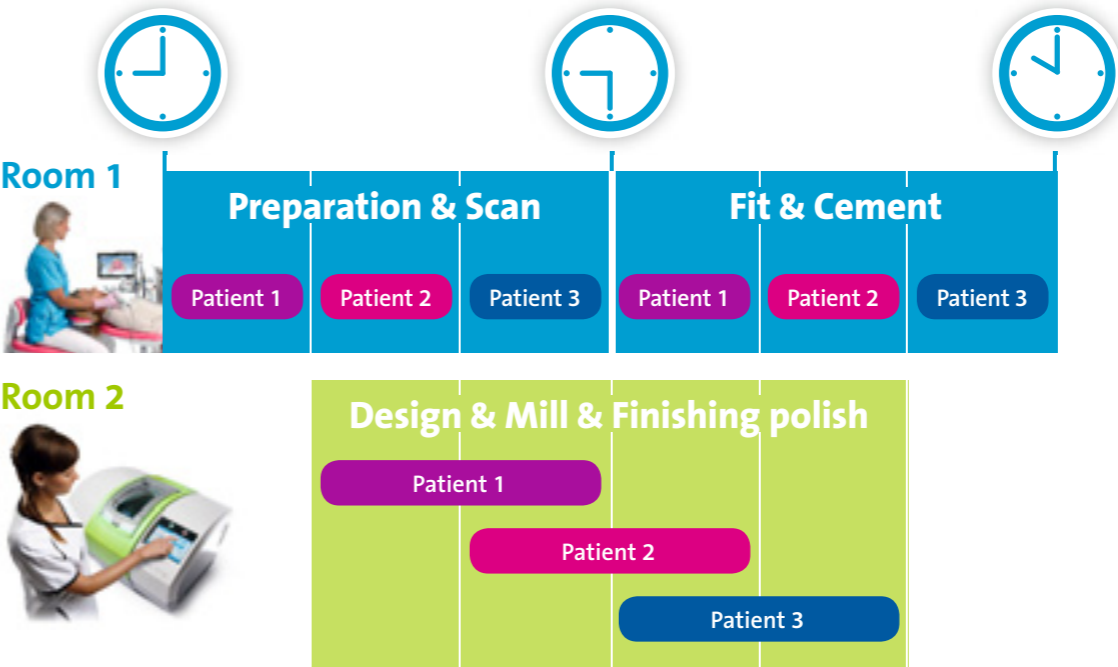 Room 1
Preparation & Scan
Fit & Cement
Patient 1
Patient 2
Patient 3
Patient 1
Patient 2
Patient 3
Room 2
Design & Mill & Finishing polish
Patient 1
Patient 2
Patient 3